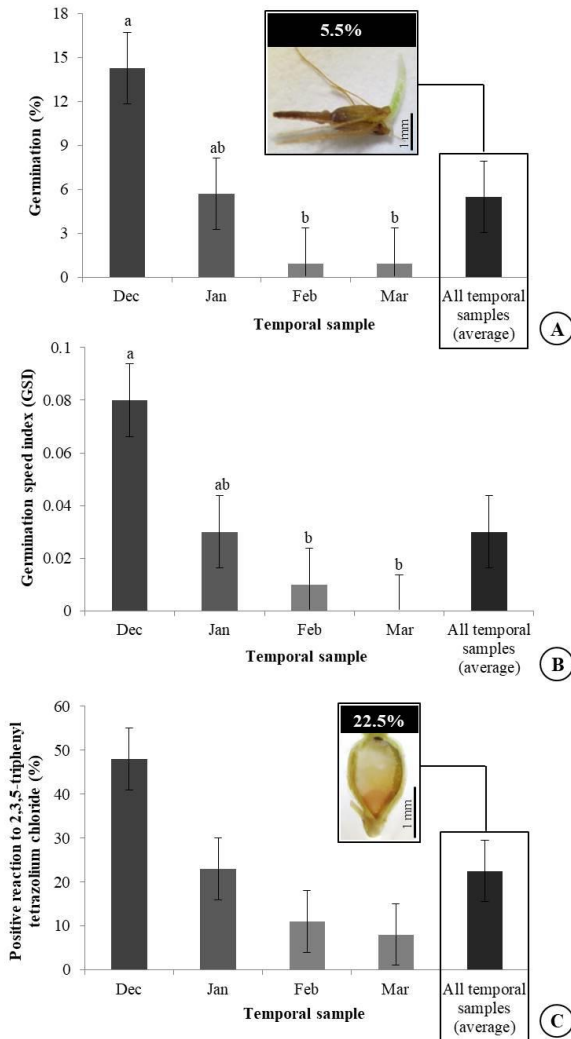 18
15
12
9
6
3
0
Germination (%)
a
ab
b
b
5.5%
1 mm
Dec
Jan
Feb
Mar
All temporal
samples
(average)
Temporal sample
A
0.1
0.08
0.06
0.04
0.02
0
Germination speed index (GSI)
a
ab
b
b
Dec
Jan
Feb
Mar
All temporal
samples
(average)
Temporal sample
B
60
50
40
30
20
10
0
Positive reaction to 2,3,5-triphenyl
tetrazolium chloride (%)
22.5%
1 mm
Dec
Jan
Feb
Mar
All temporal
samples
(average)
Temporal sample
C